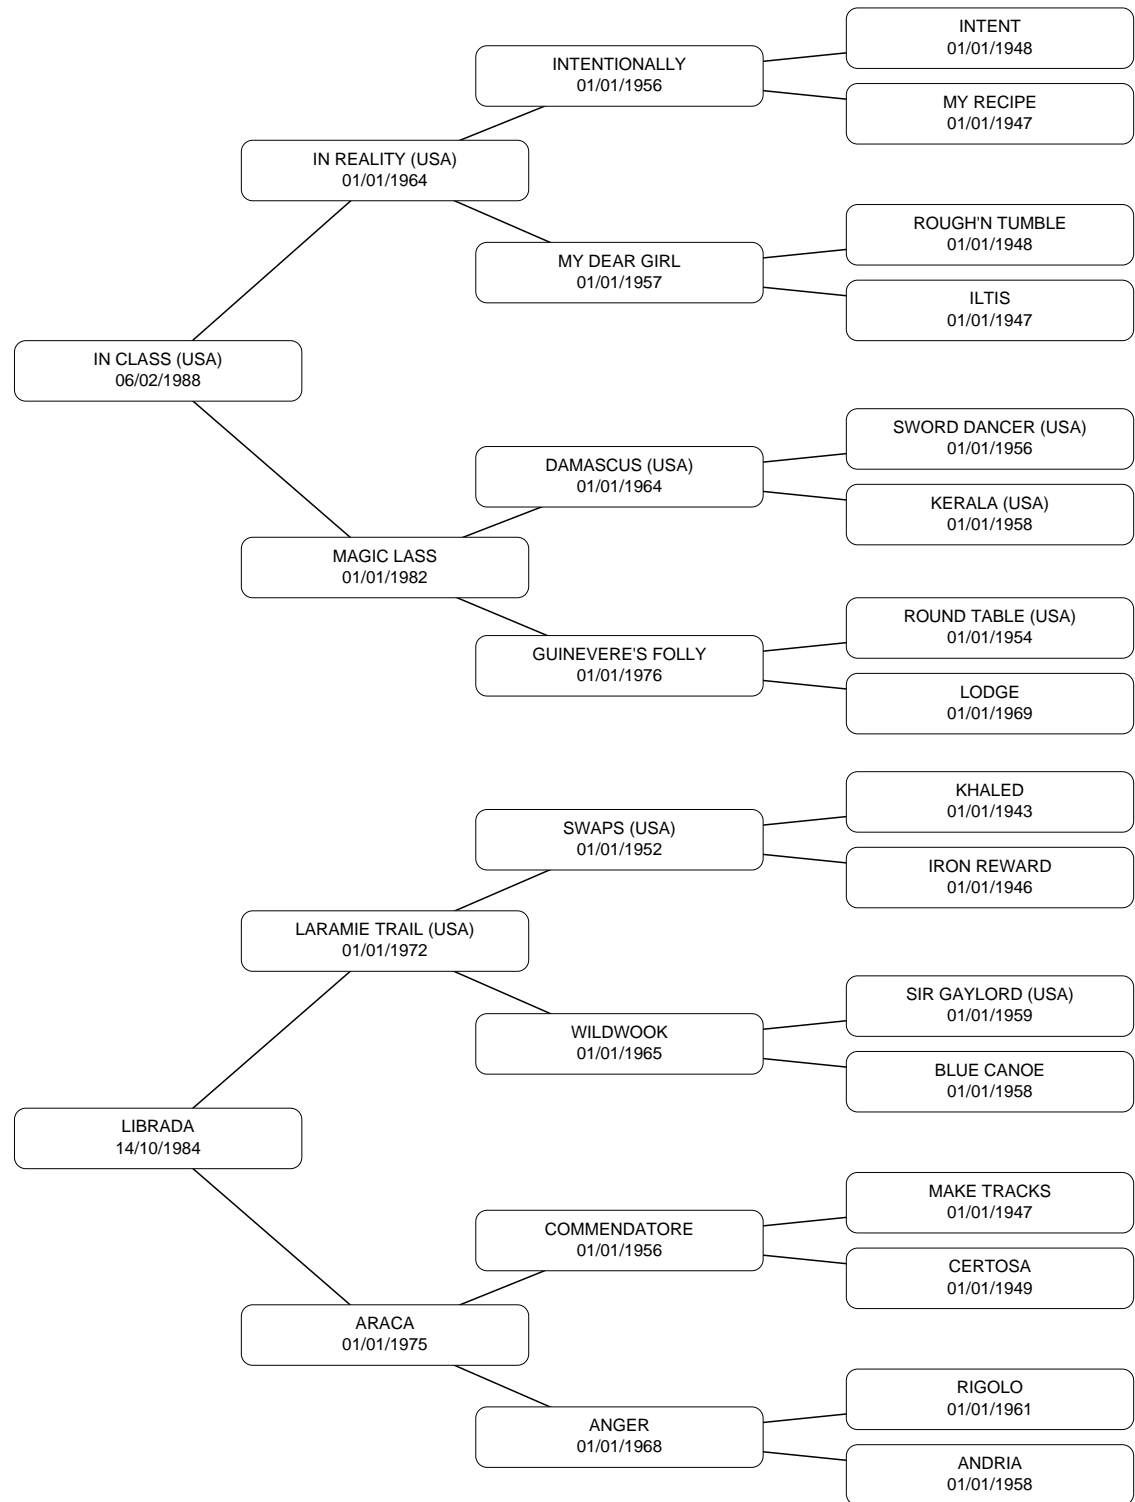 INTENT
01/01/1948
INTENTIONALLY
01/01/1956
MY RECIPE
01/01/1947
IN REALITY (USA)
01/01/1964
ROUGH'N TUMBLE
01/01/1948
MY DEAR GIRL
01/01/1957
ILTIS
01/01/1947
IN CLASS (USA)
06/02/1988
SWORD DANCER (USA)
01/01/1956
DAMASCUS (USA)
01/01/1964
KERALA (USA)
01/01/1958
MAGIC LASS
01/01/1982
ROUND TABLE (USA)
01/01/1954
GUINEVERE'S FOLLY
01/01/1976
LODGE
01/01/1969
KHALED
01/01/1943
SWAPS (USA)
01/01/1952
IRON REWARD
01/01/1946
LARAMIE TRAIL (USA)
01/01/1972
SIR GAYLORD (USA)
01/01/1959
WILDWOOK
01/01/1965
BLUE CANOE
01/01/1958
LIBRADA
14/10/1984
MAKE TRACKS
01/01/1947
COMMENDATORE
01/01/1956
CERTOSA
01/01/1949
ARACA
01/01/1975
RIGOLO
01/01/1961
ANGER
01/01/1968
ANDRIA
01/01/1958